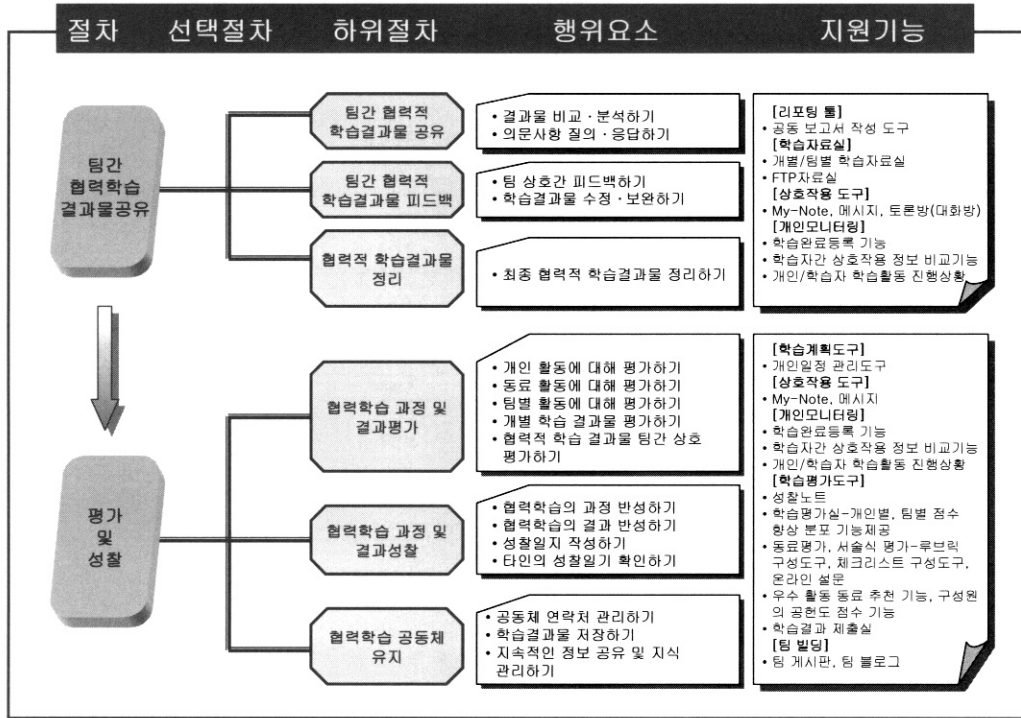 절차 선택절차 하위절차 행위요소 지원기능
팀간
협력학습
결과물공유
팀간 협력적
학습결과물 공유
• 결과물 비교 · 분석하기
• 의문사항 질의 · 응답하기
팀간 협력적
학습결과물 피드백
• 팀 상호간 피드백하기
• 학습결과물 수정 · 보완하기
협력적 학습결과물
정리
• 최종 협력적 학습결과물 정리하기
[리포팅 툴]
• 공동 보고서 작성 도구
[학습자료실]
• 개별/팀별 학습자료실
• FTP자료실
[상호작용 도구]
• My-Note, 메시지, 토론방(대화방)
[개인모니터링]
• 학습완료등록 기능
• 학습자간 상호작용 정보 비교기능
• 개인/학습자 학습활동 진행상황
평가
및
성찰
협력학습 과정 및
결과평가
• 개인 활동에 대해 평가하기
• 동료 활동에 대해 평가하기
• 팀별 활동에 대해 평가하기
• 개별 학습 결과물 평가하기
• 협력적 학습 결과물 팀간 상호
평가하기
협력학습 과정 및
결과성찰
• 협력학습의 과정 반성하기
• 협력학습의 결과 반성하기
• 성찰일지 작성하기
• 타인의 성찰일기 확인하기
협력학습 공동체
유지
• 공동체 연락처 관리하기
• 학습결과물 저장하기
• 지속적인 정보 공유 및 지식
관리하기
[학습계획도구]
• 개인일정 관리도구
[상호작용 도구]
• My-Note, 메시지
[개인모니터링]
• 학습완료등록 기능
• 학습자간 상호작용 정보 비교기능
• 개인/학습자 학습활동 진행상황
[학습평가도구]
• 성찰노트
• 학습평가실-개인별, 팀별 점수
향상 분포 기능제공
• 동료평가, 서술식 평가-루브릭
구성도구, 체크리스트 구성도구,
온라인 설문
• 우수 활동 동료 추천 기능, 구성원
의 공헌도 점수 기능
• 학습결과 제출실
[팀 빌딩]
• 팀 게시판, 팀 블로그